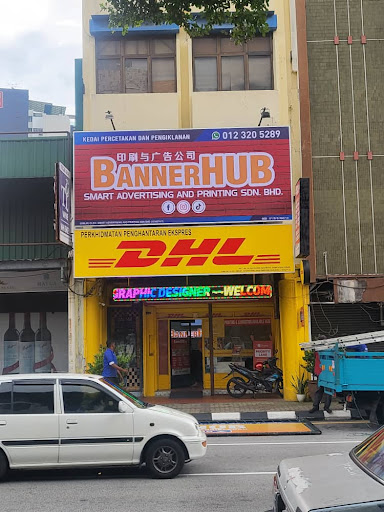 KEDAI PERCETAKAN DAN PENGIKLANAN
012 320 5289
印刷与广告公司
BANNERHUB
SMART ADVERTISING AND PRINTING SDN. BHD.
PERKHIDMATAN PENGHANTARAN EKSPRES
DHL
GRAPHIC DESIGNER -- WELCOM